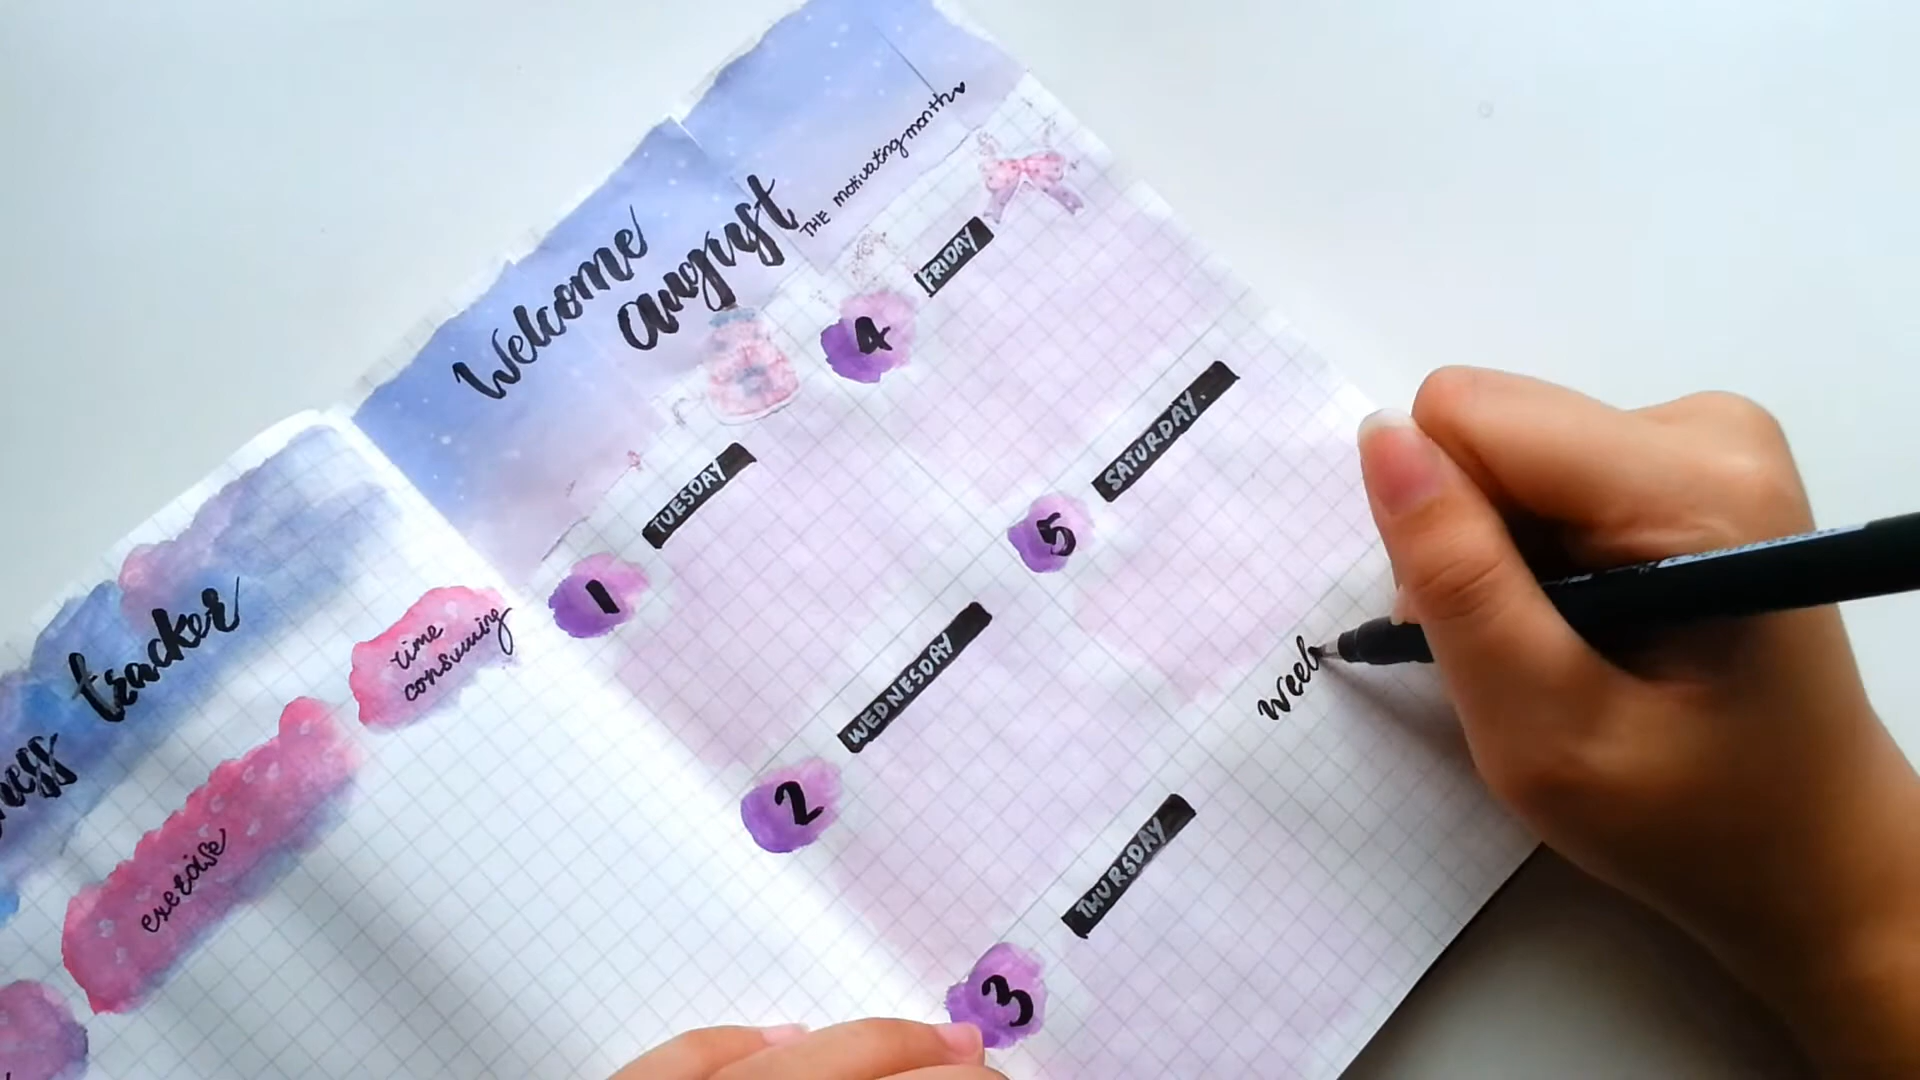 tracker
time
consuming
exercise
Welcome
august
THE motivating month
1
TUESDAY
2
WEDNESDAY
3
THURSDAY
4
FRIDAY
5
SATURDAY.
Week